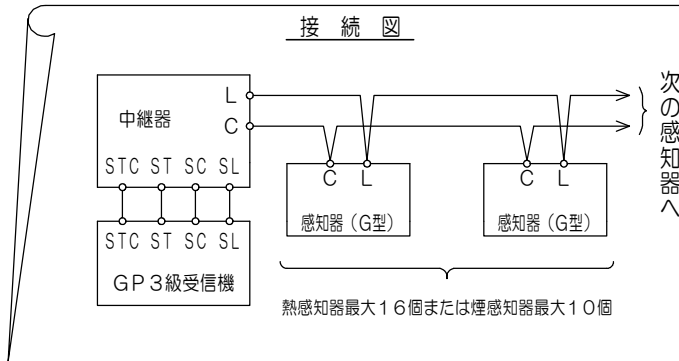 接続図
中継器
L
C
STC ST SC SL
STC ST SC SL
GP3級受信機
C L
感知器(G型)
C L
感知器(G型)
次の感知器へ
熱感知器最大16個または煙感知器最大10個